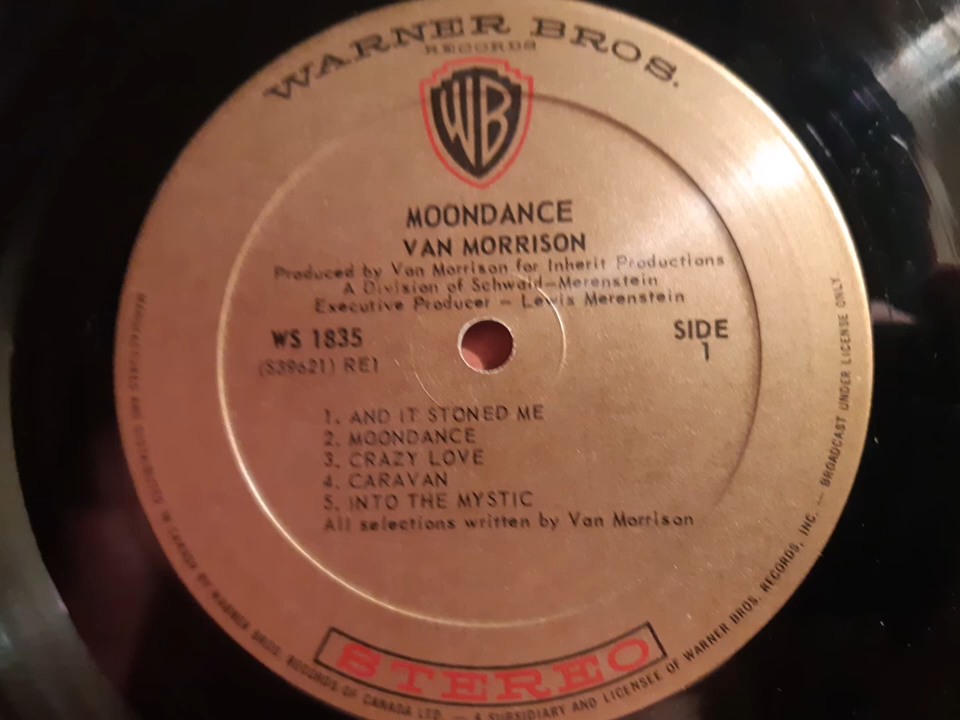 WARNER BROS.
RECORDS
WB
MOONDANCE
VAN MORRISON
Produced by Van Morrison for Inherit Productions
A Division of Schwaid-Merenstein
Executive Producer - Lewis Merenstein
WS 1835
SIDE
1
(S39621) RE1
1. AND IT STONED ME
2. MOONDANCE
3. CRAZY LOVE
4. CARAVAN
5. INTO THE MYSTIC
All selections written by Van Morrison
STEREO
MANUFACTURED AND DISTRIBUTED IN CANADA BY WARNER BROS. RECORDS OF CANADA LTD. — A SUBSIDIARY AND LICENSEE OF WARNER BROS. RECORDS, INC. — BROADCAST UNDER LICENSE ONLY.